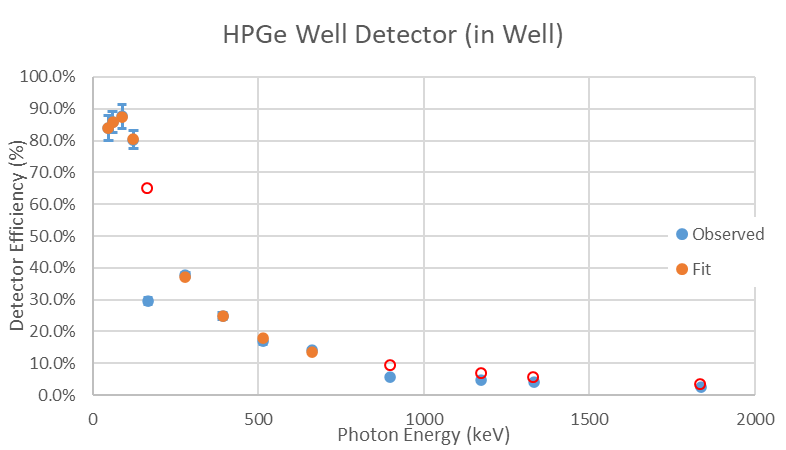 HPGe Well Detector (in Well)
100.0%
90.0%
80.0%
70.0%
60.0%
50.0%
40.0%
30.0%
20.0%
10.0%
0.0%
Detector Efficiency (%)
0 500 1000 1500 2000
Photon Energy (keV)
Observed
Fit